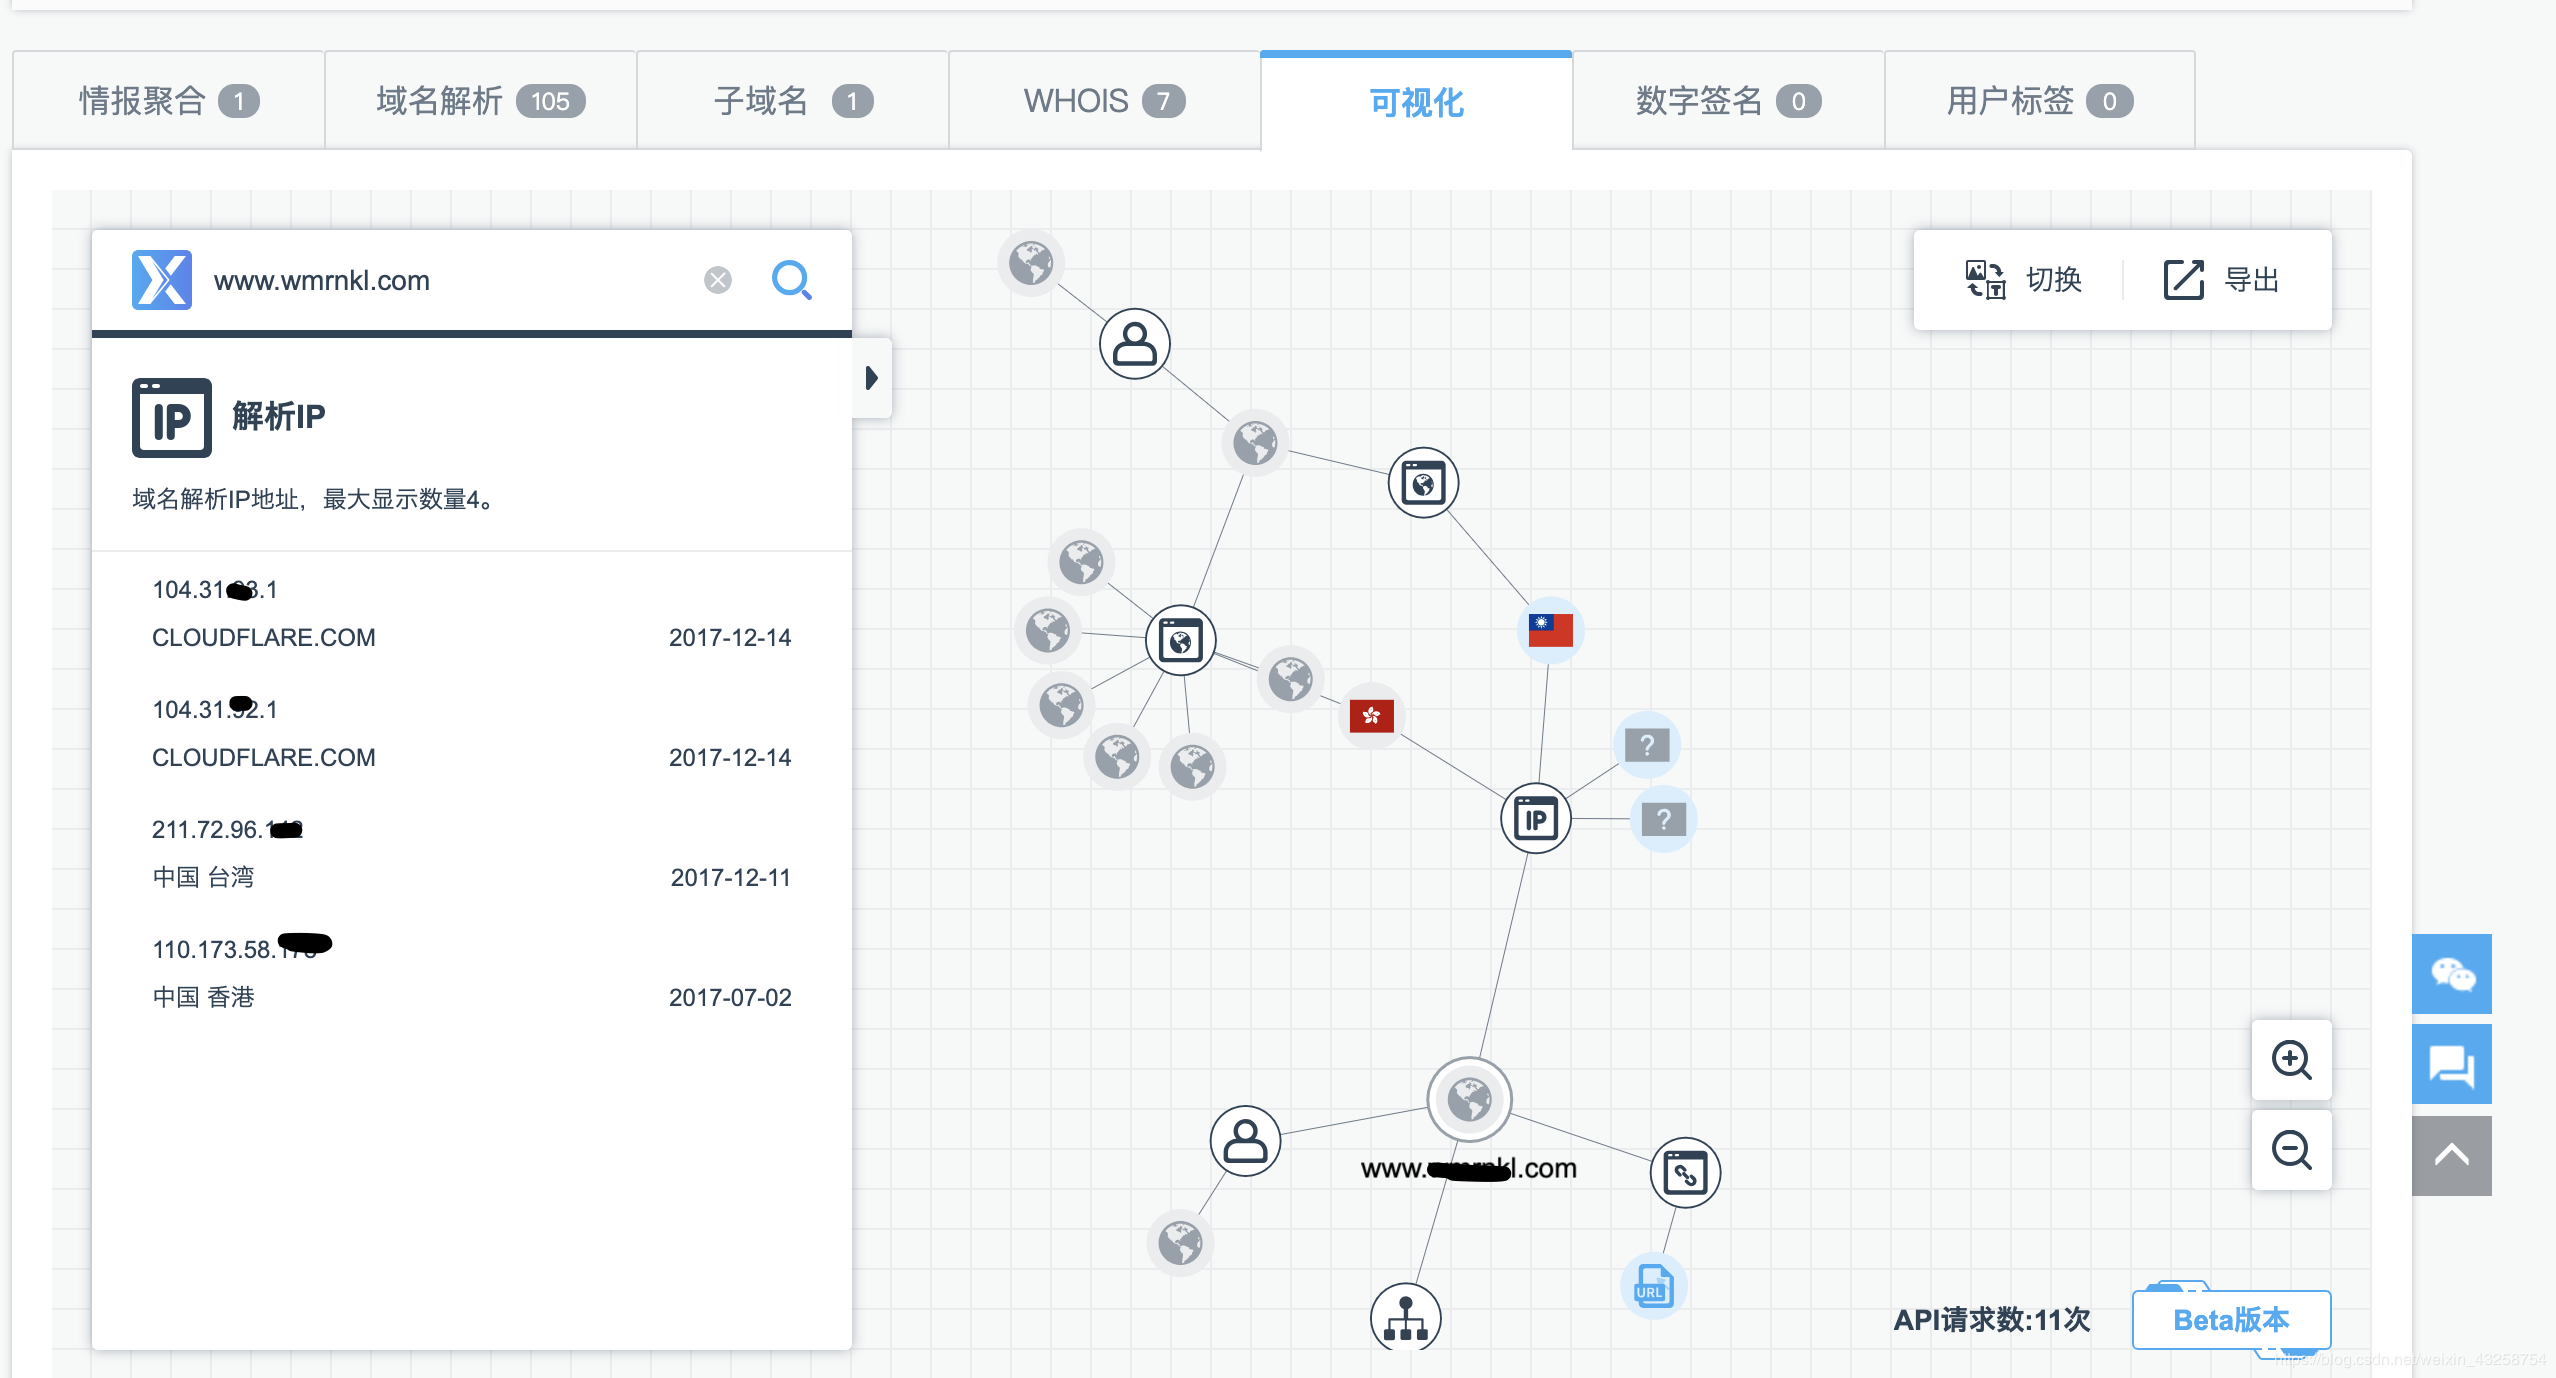 情报聚合 1
域名解析 105
子域名 1
WHOIS 7
可视化
数字签名 0
用户标签 0
www.wmrnkl.com
切换
导出
IP
解析IP
域名解析IP地址，最大显示数量4。
104.31 3.1
CLOUDFLARE.COM 2017-12-14
104.31. 2.1
CLOUDFLARE.COM 2017-12-14
211.72.96.
中国 台湾 2017-12-11
110.173.58.
中国 香港 2017-07-02
?
?
IP
www. l.com
URL
API请求数:11次
Beta版本
https://blog.csdn.net/weixin_43258754